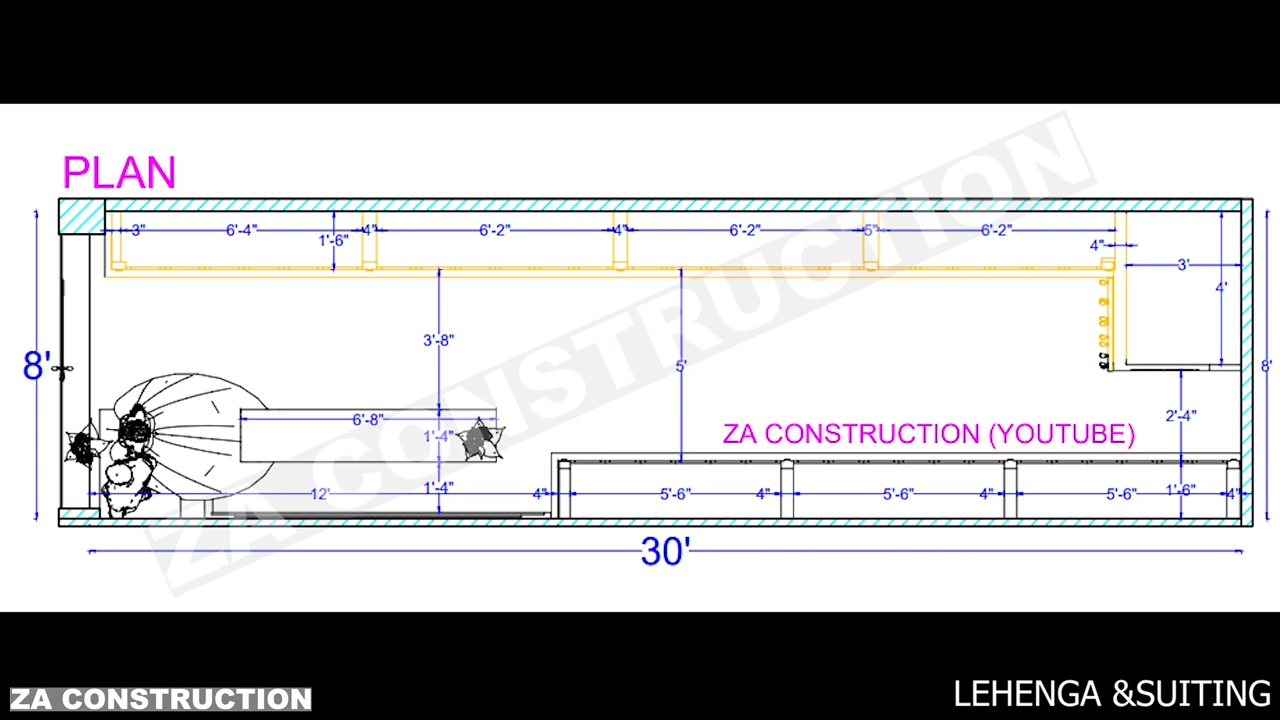 PLAN
3" 6'-4" 4" 6'-2" 4" 6'-2" 5" 6'-2"
1'-6" 4" 3'
4'
3'-8"
8' 5' 8'
6'-8" 2'-4"
1'-4" ZA CONSTRUCTION (YOUTUBE)
12' 1'-4" 4" 5'-6" 4" 5'-6" 4" 5'-6" 1'-6" 4"
30'
ZA CONSTRUCTION
ZA CONSTRUCTION
LEHENGA &SUITING